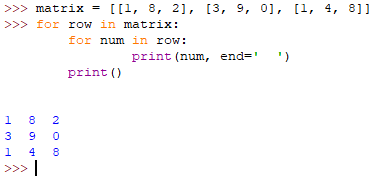 >>> matrix = [[1, 8, 2], [3, 9, 0], [1, 4, 8]]
>>> for row in matrix:
        for num in row:
                print(num, end='  ')
        print()

1  8  2
3  9  0
1  4  8
>>>